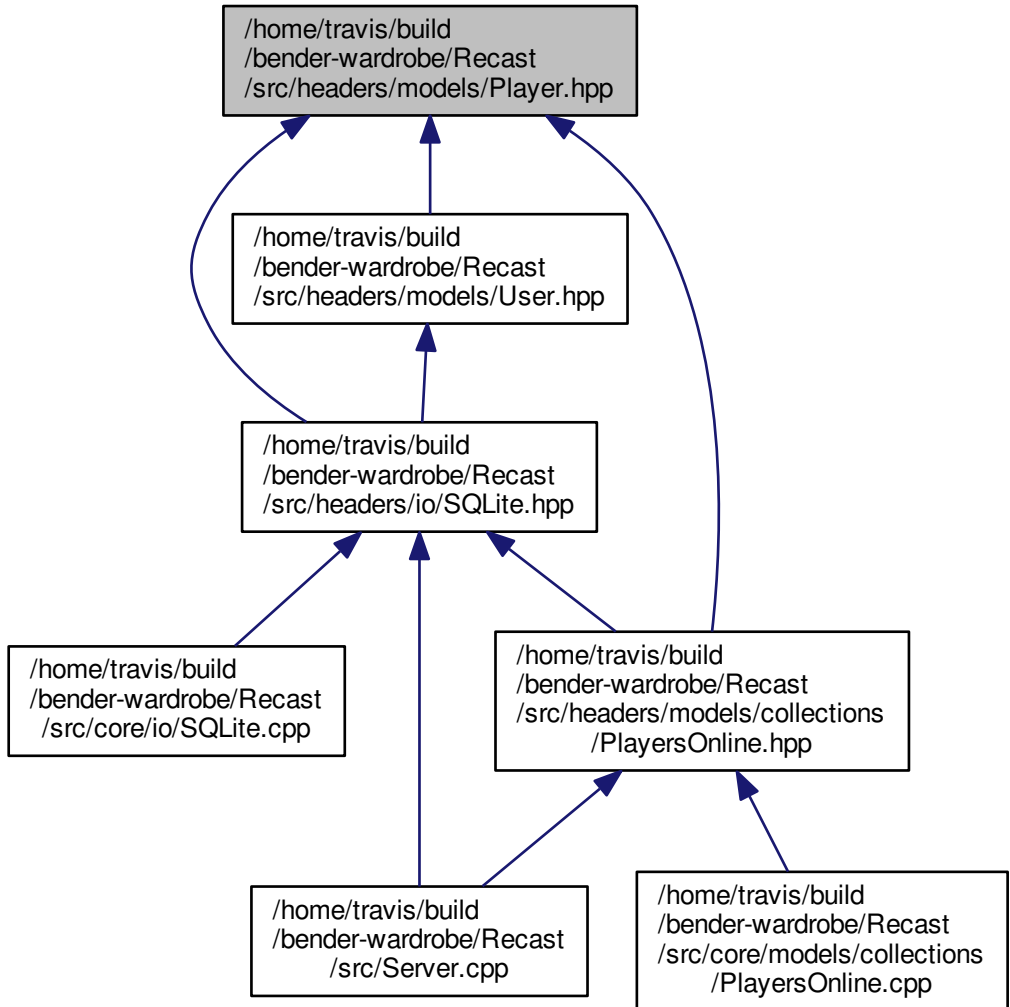 /home/travis/build
/bender-wardrobe/Recast
/src/headers/models/Player.hpp
/home/travis/build
/bender-wardrobe/Recast
/src/headers/models/User.hpp
/home/travis/build
/bender-wardrobe/Recast
/src/headers/io/SQLite.hpp
/home/travis/build
/bender-wardrobe/Recast
/src/core/io/SQLite.cpp
/home/travis/build
/bender-wardrobe/Recast
/src/headers/models/collections
/PlayersOnline.hpp
/home/travis/build
/bender-wardrobe/Recast
/src/Server.cpp
/home/travis/build
/bender-wardrobe/Recast
/src/core/models/collections
/PlayersOnline.cpp